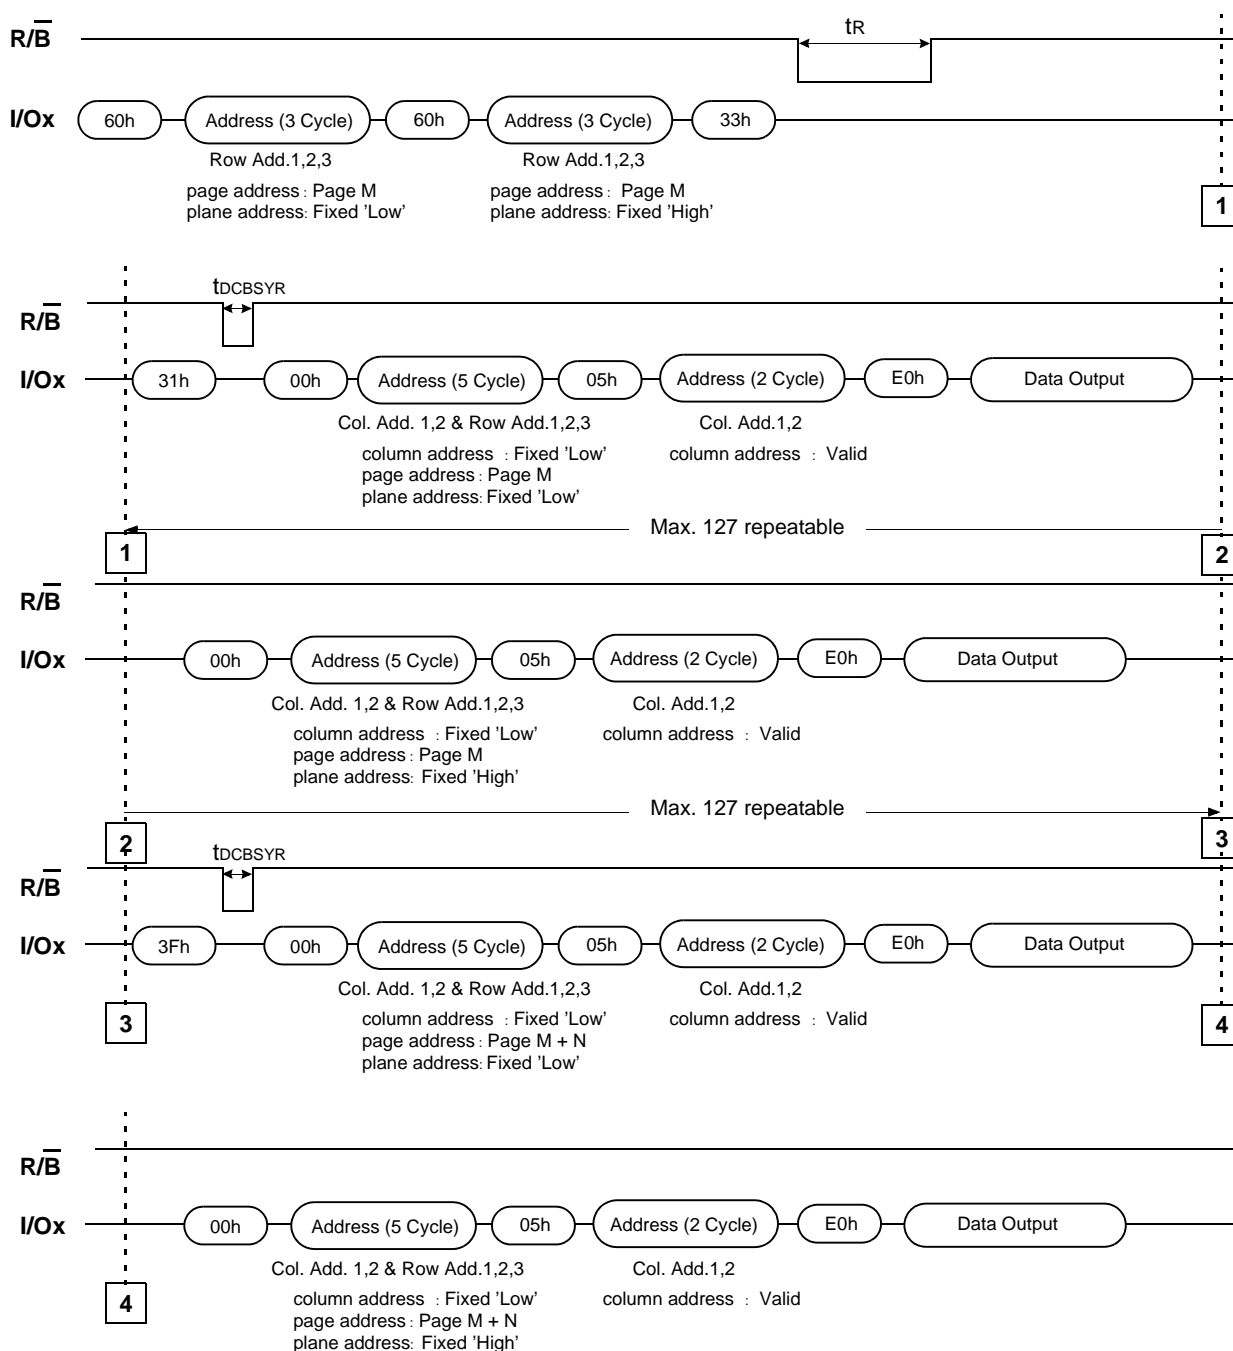 R/B tR
I/Ox 60h Address (3 Cycle) 60h Address (3 Cycle) 33h
Row Add.1,2,3 Row Add.1,2,3
page address : Page M page address : Page M
plane address: Fixed 'Low' plane address: Fixed 'High'
1
tDCBSYR
R/B
I/Ox 31h 00h Address (5 Cycle) 05h Address (2 Cycle) E0h Data Output
Col. Add. 1,2 & Row Add.1,2,3 Col. Add.1,2
column address : Fixed 'Low' column address : Valid
page address : Page M
plane address: Fixed 'Low'
Max. 127 repeatable
1 2
R/B
I/Ox 00h Address (5 Cycle) 05h Address (2 Cycle) E0h Data Output
Col. Add. 1,2 & Row Add.1,2,3 Col. Add.1,2
column address : Fixed 'Low' column address : Valid
page address : Page M
plane address: Fixed 'High'
Max. 127 repeatable
2 3
tDCBSYR
R/B
I/Ox 3Fh 00h Address (5 Cycle) 05h Address (2 Cycle) E0h Data Output
Col. Add. 1,2 & Row Add.1,2,3 Col. Add.1,2
column address : Fixed 'Low' column address : Valid
page address : Page M + N
plane address: Fixed 'Low'
3 4
R/B
I/Ox 00h Address (5 Cycle) 05h Address (2 Cycle) E0h Data Output
Col. Add. 1,2 & Row Add.1,2,3 Col. Add.1,2
column address : Fixed 'Low' column address : Valid
page address : Page M + N
plane address: Fixed 'High'
4